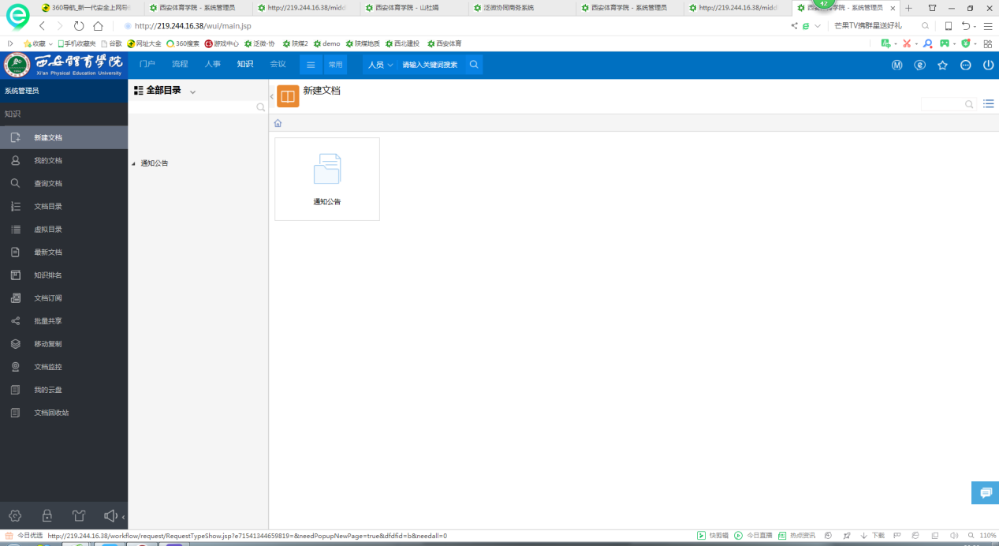 360导航_新一代安全上网导
西安体育学院 - 系统管理员
http://219.244.16.38/midd
西安体育学院 - 山杜娟
泛微协同商务系统
西安体育学院 - 系统管理员
http://219.244.16.38/midd
学院 - 系统管理员
42
http://219.244.16.38/wui/main.jsp
芒果TV携群星送好礼
收藏
手机收藏夹
谷歌
网址大全
360搜索
游戏中心
泛微-协
陕煤2
demo
陕煤地质
西北建投
西安体育
西安体育学院
Xi'an Physical Education University
门户
流程
人事
知识
会议
常用
人员
请输入关键词搜索
系统管理员
全部目录
新建文档
知识
新建文档
我的文档
查询文档
文档目录
虚拟目录
最新文档
知识排名
文档订阅
批量共享
移动复制
文档监控
我的云盘
文档回收站
通知公告
通知公告
今日优选
http://219.244.16.38/workflow/request/RequestTypeShow.jsp?e71541344659819=&needPopupNewPage=true&dfdfid=b&needall=0
快剪辑
今日直播
热点资讯
下载
110%